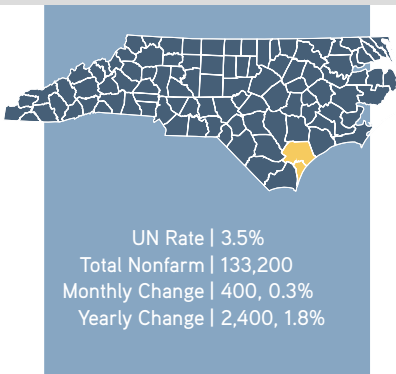 UN Rate | 3.5%
Total Nonfarm | 133,200
Monthly Change | 400, 0.3%
Yearly Change | 2,400, 1.8%